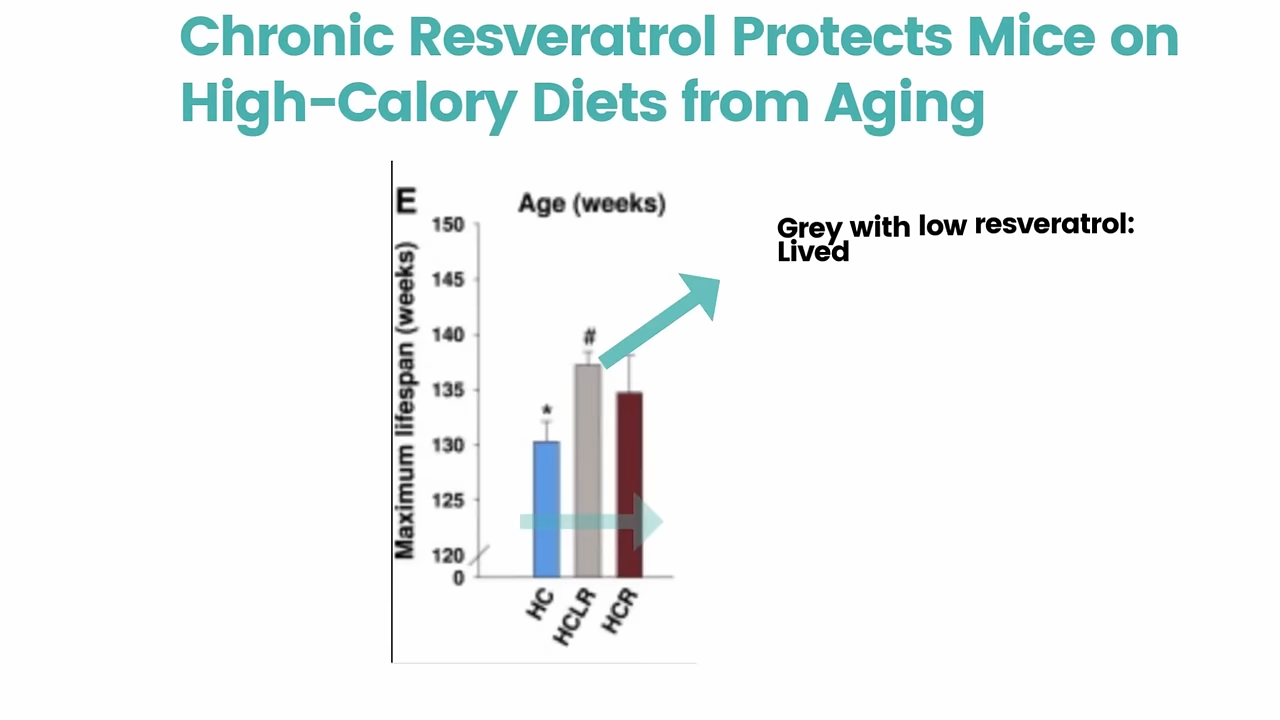 Chronic Resveratrol Protects Mice on
High-Calory Diets from Aging
E
Age (weeks)
Maximum lifespan (weeks)
150
145
140
135
130
125
120
0
*
#
HC
HCLR
HCR
Grey with low resveratrol:
Lived